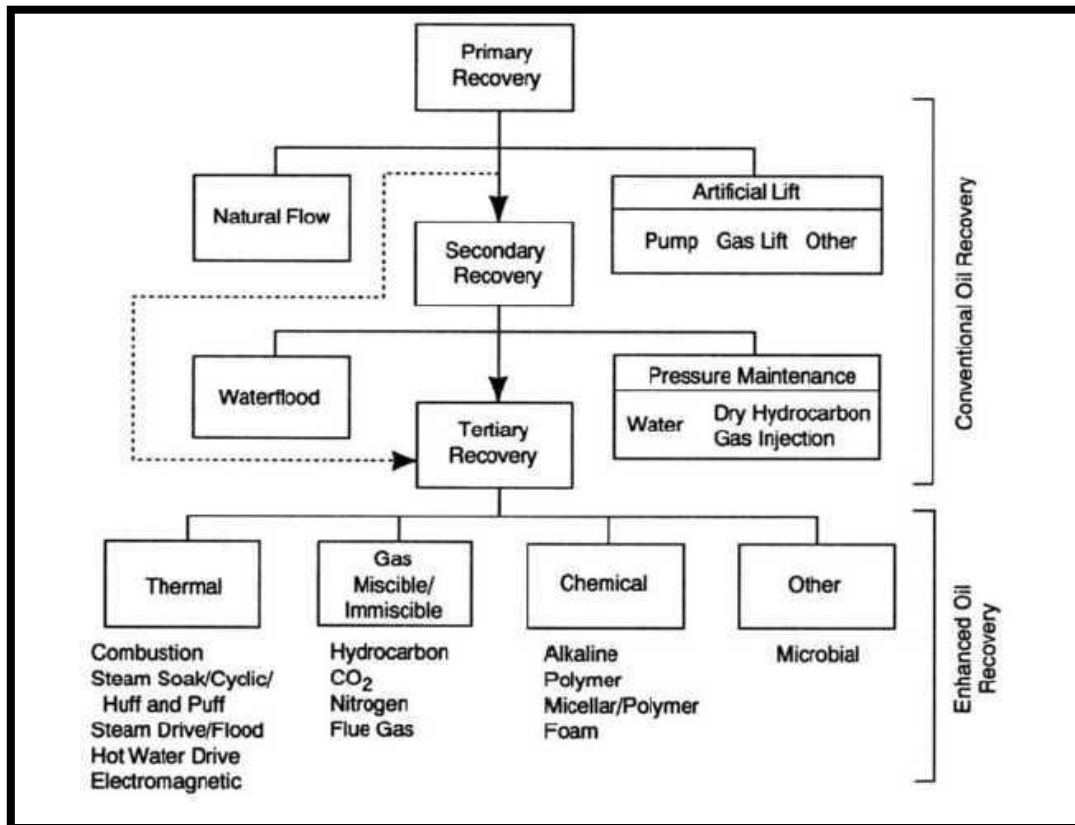 Primary
Recovery
Natural Flow
Artificial Lift
Pump Gas Lift Other
Secondary
Recovery
Waterflood
Pressure Maintenance
Water Dry Hydrocarbon
Gas Injection
Tertiary
Recovery
Conventional Oil Recovery
Thermal
Gas
Miscible/
Immiscible
Chemical
Other
Combustion
Steam Soak/Cyclic/
Huff and Puff
Steam Drive/Flood
Hot Water Drive
Electromagnetic
Hydrocarbon
CO₂
Nitrogen
Flue Gas
Alkaline
Polymer
Micellar/Polymer
Foam
Microbial
Enhanced Oil
Recovery